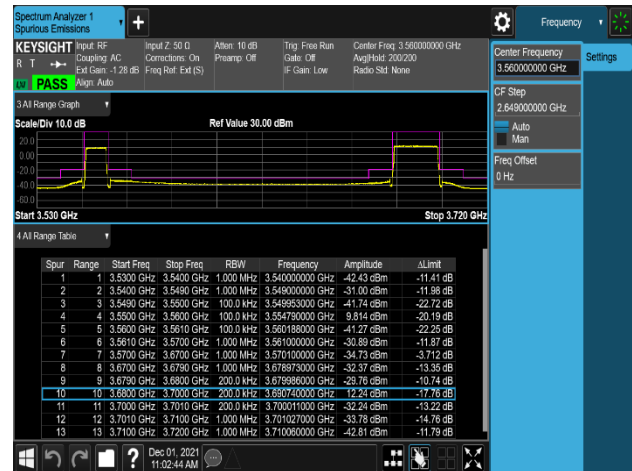 Spectrum Analyzer 1
Spurious Emissions
Frequency
KEYSIGHT
R T
LXI
PASS
Input: RF
Coupling: AC
Ext Gain: -1.28 dB
Align: Auto
Input Z: 50 Ω
Corrections: On
Freq Ref: Ext (S)
Atten: 10 dB
Preamp: Off
Trig: Free Run
Gate: Off
IF Gain: Low
Center Freq: 3.560000000 GHz
Avg|Hold: 200/200
Radio Std: None
Center Frequency
3.560000000 GHz
Settings
CF Step
2.649000000 GHz
Auto
Man
Freq Offset
0 Hz
3 All Range Graph
Scale/Div 10.0 dB
Ref Value 30.00 dBm
20.0
0.00
-20.0
-40.0
-60.0
Start 3.530 GHz
Stop 3.720 GHz
4 All Range Table
Spur Range Start Freq Stop Freq RBW Frequency Amplitude ΔLimit
1 1 3.5300 GHz 3.5400 GHz 1.000 MHz 3.540000000 GHz -42.43 dBm -11.41 dB
2 2 3.5400 GHz 3.5490 GHz 1.000 MHz 3.549000000 GHz -31.00 dBm -11.98 dB
3 3 3.5490 GHz 3.5500 GHz 100.0 kHz 3.549953000 GHz -41.74 dBm -22.72 dB
4 4 3.5500 GHz 3.5600 GHz 100.0 kHz 3.554790000 GHz 9.814 dBm -20.19 dB
5 5 3.5600 GHz 3.5610 GHz 100.0 kHz 3.560188000 GHz -41.27 dBm -22.25 dB
6 6 3.5610 GHz 3.5700 GHz 1.000 MHz 3.561000000 GHz -30.89 dBm -11.87 dB
7 7 3.5700 GHz 3.6700 GHz 1.000 MHz 3.570100000 GHz -34.73 dBm -3.712 dB
8 8 3.6700 GHz 3.6790 GHz 1.000 MHz 3.678973000 GHz -32.37 dBm -13.35 dB
9 9 3.6790 GHz 3.6800 GHz 200.0 kHz 3.679986000 GHz -29.76 dBm -10.74 dB
10 10 3.6800 GHz 3.7000 GHz 200.0 kHz 3.690740000 GHz 12.24 dBm -17.76 dB
11 11 3.7000 GHz 3.7010 GHz 200.0 kHz 3.700011000 GHz -32.24 dBm -13.22 dB
12 12 3.7010 GHz 3.7100 GHz 1.000 MHz 3.701027000 GHz -33.78 dBm -14.76 dB
13 13 3.7100 GHz 3.7200 GHz 1.000 MHz 3.710060000 GHz -42.81 dBm -11.79 dB
?
Dec 01, 2021
11:02:44 AM